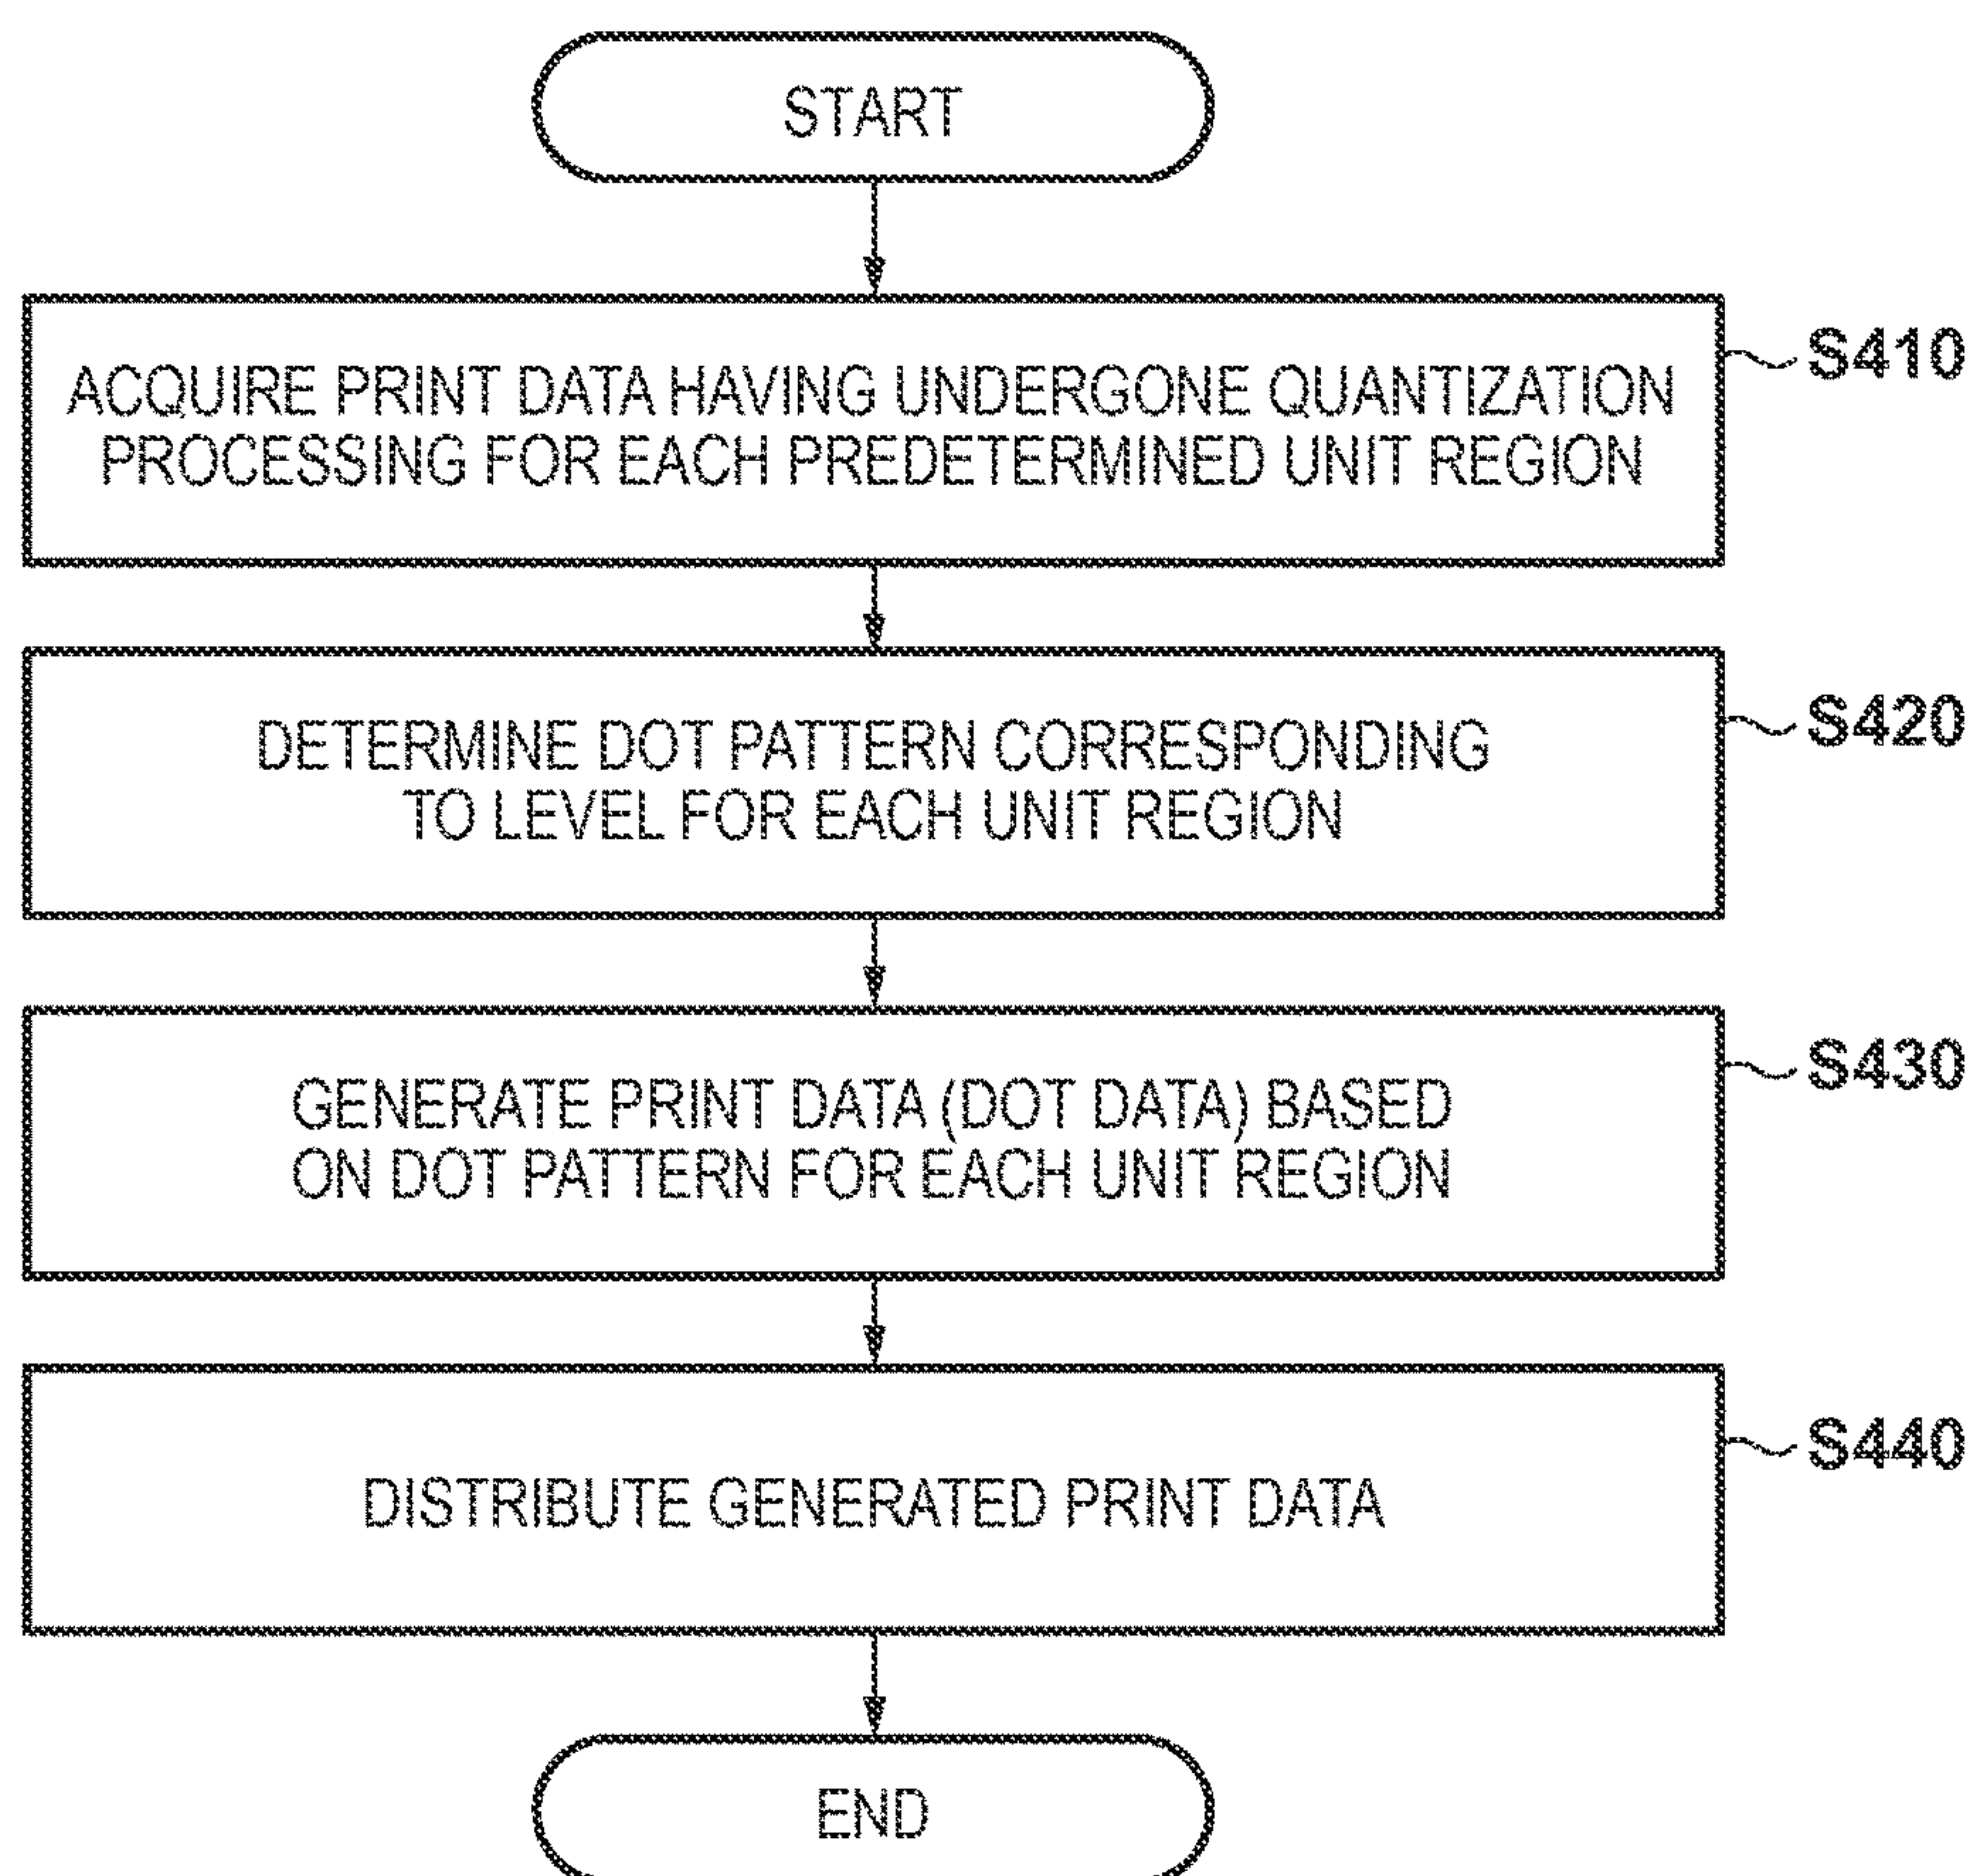 START
ACQUIRE PRINT DATA HAVING UNDERGONE QUANTIZATION
PROCESSING FOR EACH PREDETERMINED UNIT REGION
S410
DETERMINE DOT PATTERN CORRESPONDING
TO LEVEL FOR EACH UNIT REGION
S420
GENERATE PRINT DATA (DOT DATA) BASED
ON DOT PATTERN FOR EACH UNIT REGION
S430
DISTRIBUTE GENERATED PRINT DATA
S440
END